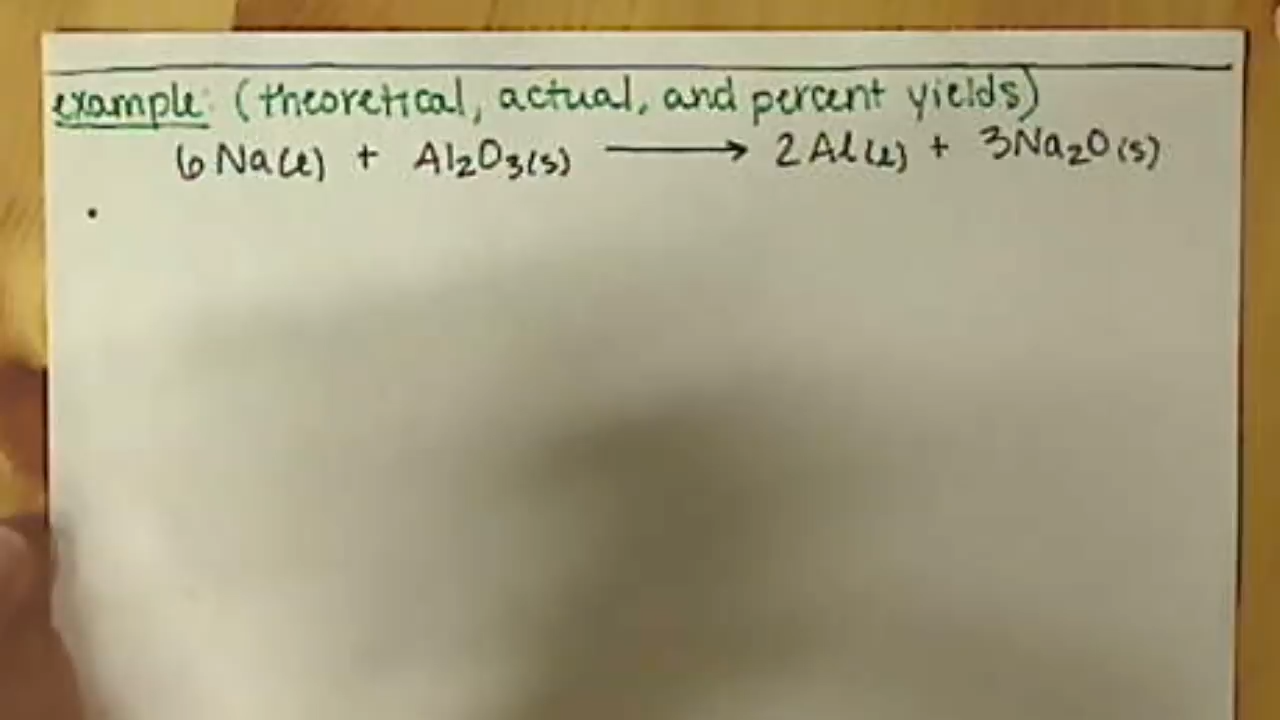 example: (theoretical, actual, and percent yields)
6Na(l) + Al₂O₃(s) ⟶ 2Al(l) + 3Na₂O(s)